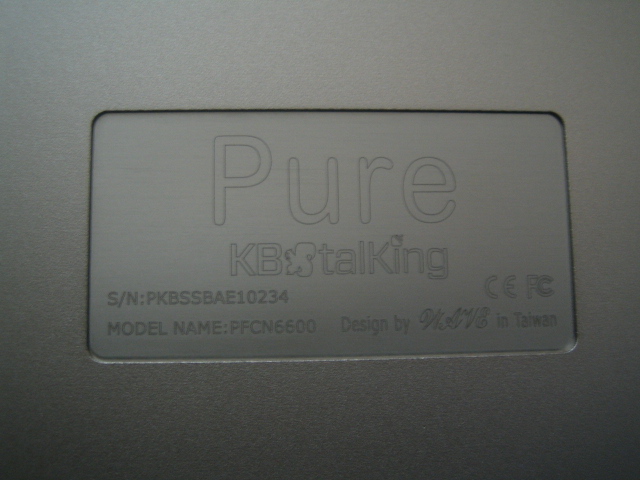 Pure
KBtalKing
S/N:PKBSSBAE10234
CE FC
MODEL NAME:PFCN6600 Design by in Taiwan